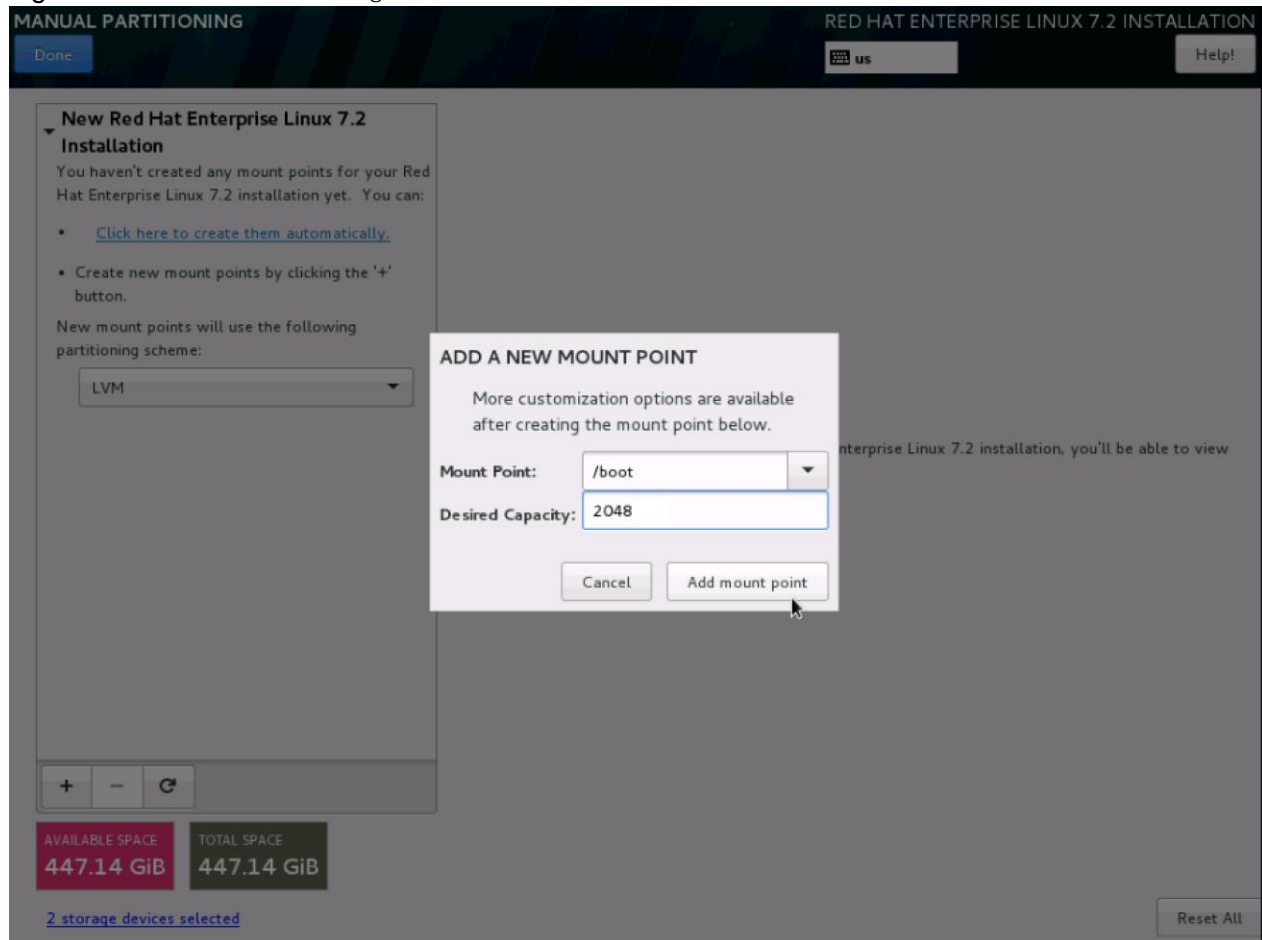 MANUAL PARTITIONING
RED HAT ENTERPRISE LINUX 7.2 INSTALLATION
Done
us
Help!
New Red Hat Enterprise Linux 7.2
Installation
You haven't created any mount points for your Red
Hat Enterprise Linux 7.2 installation yet. You can:
• Click here to create them automatically.
• Create new mount points by clicking the '+'
button.
New mount points will use the following
partitioning scheme:
LVM
ADD A NEW MOUNT POINT
More customization options are available
after creating the mount point below.
Mount Point: /boot
Desired Capacity: 2048
Cancel
Add mount point
nterprise Linux 7.2 installation, you'll be able to view
+ −
AVAILABLE SPACE
447.14 GiB
TOTAL SPACE
447.14 GiB
2 storage devices selected
Reset All